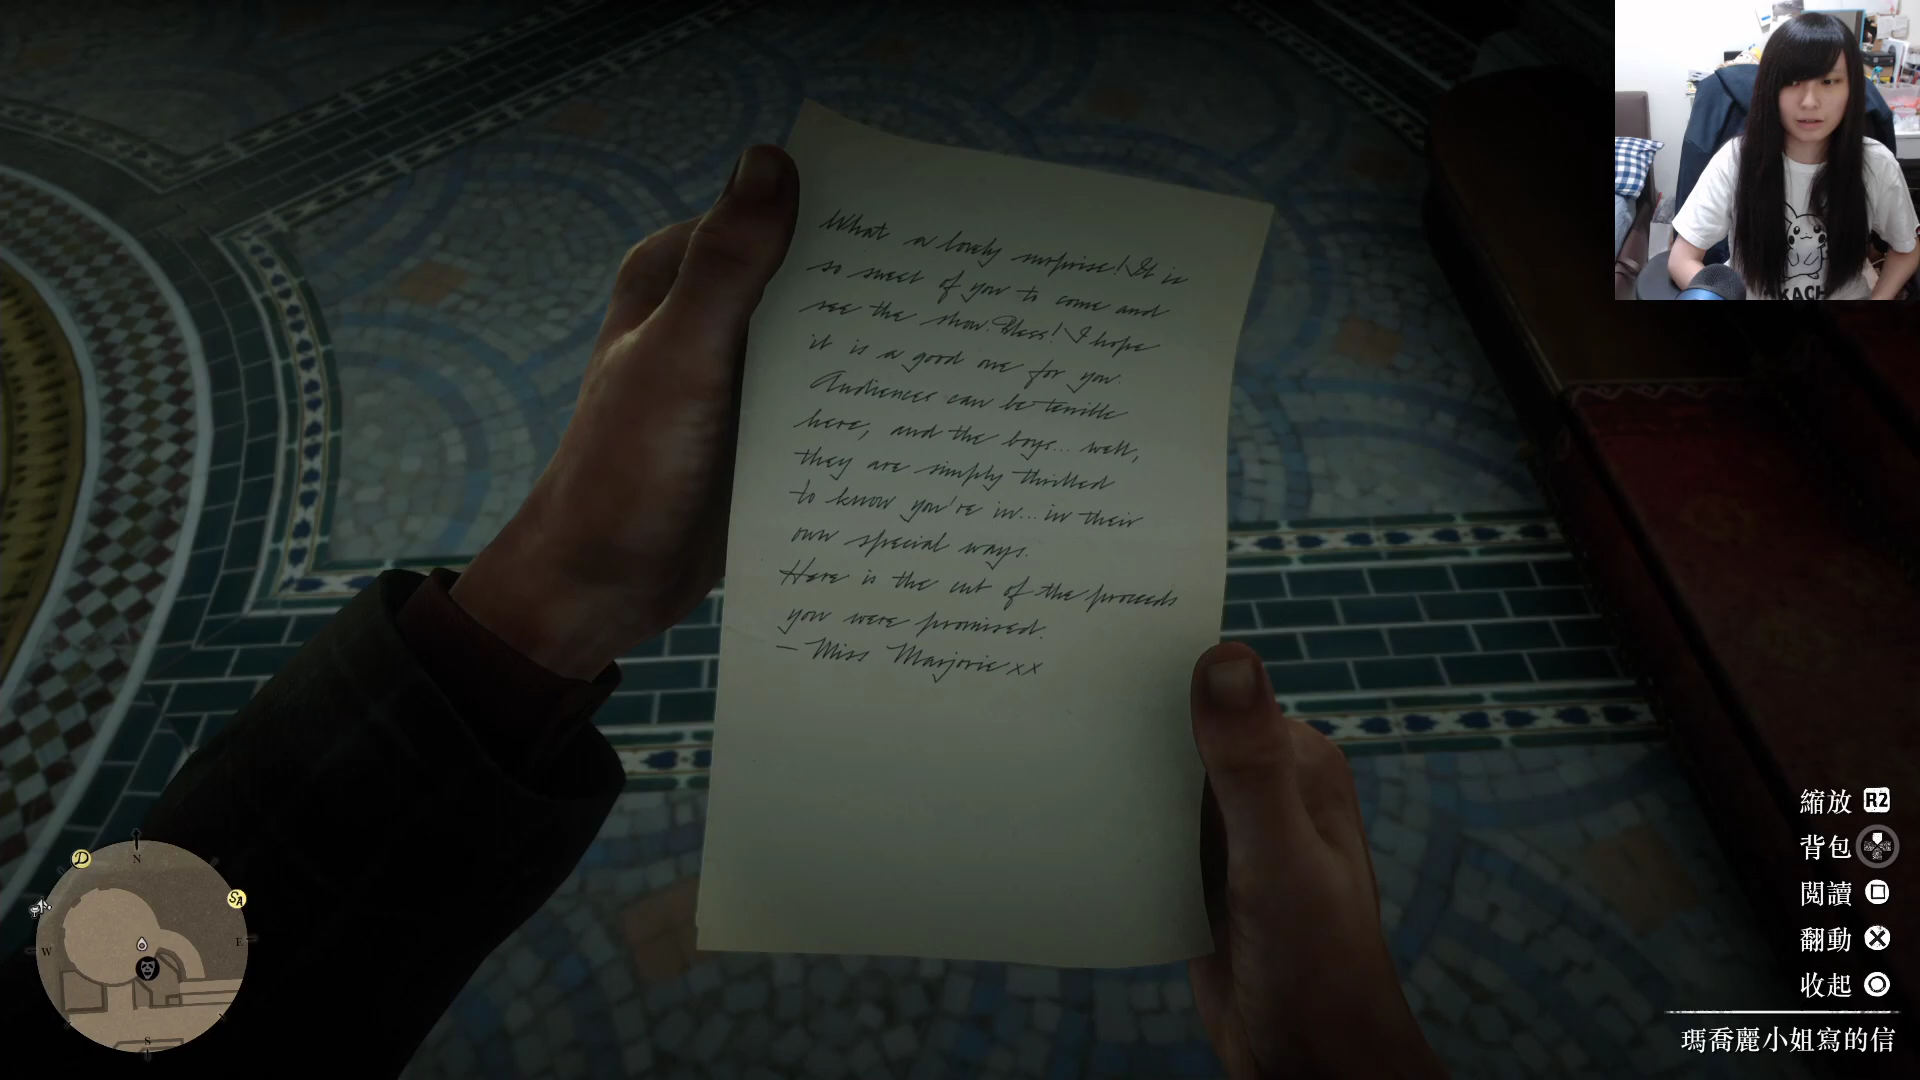 What a lovely surprise! It is
so sweet of you to come and
see the show. Bless! I hope
it is a good one for you.
Audiences can be terrible
here, and the boys... well,
they are simply thrilled
to know you're in... in their
own special ways.
Here is the cut of the proceeds
you were promised.
– Miss Marjorie xx
縮放 R2
背包
閱讀
翻動
收起
瑪喬麗小姐寫的信
D
N
SA
W
E
S
KACH